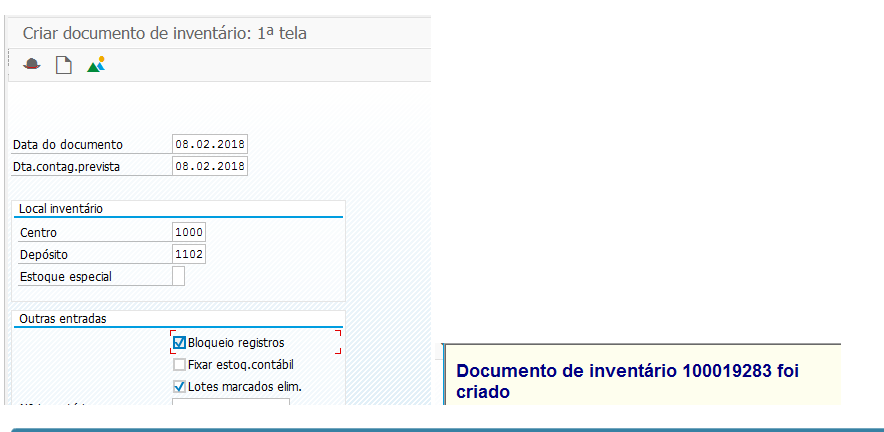 Criar documento de inventário: 1ª tela
Data do documento 08.02.2018
Dta.contag.prevista 08.02.2018
Local inventário
Centro 1000
Depósito 1102
Estoque especial
Outras entradas
Bloqueio registros
Fixar estoq.contábil
Lotes marcados elim.
Documento de inventário 100019283 foi
criado